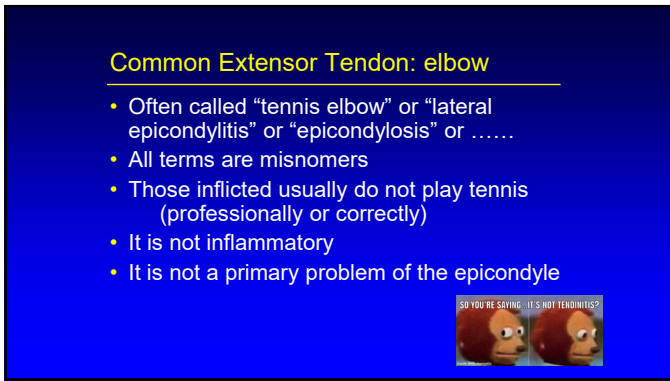 Common Extensor Tendon: elbow
• Often called “tennis elbow” or “lateral
epicondylitis” or “epicondylosis” or ……
• All terms are misnomers
• Those inflicted usually do not play tennis
(professionally or correctly)
• It is not inflammatory
• It is not a primary problem of the epicondyle
SO YOU'RE SAYING...IT'S NOT TENDINITIS?